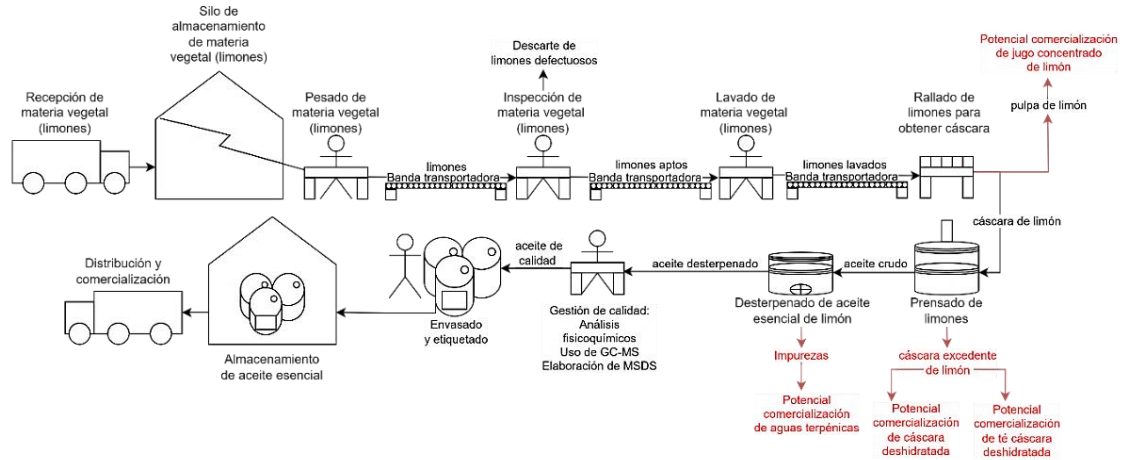 Silo de
almacenamiento
de materia
vegetal (limones)
Recepción de
materia vegetal
(limones)
Pesado de
materia vegetal
(limones)
Descarte de
limones defectuosos
Inspección de
materia vegetal
(limones)
Lavado de
materia vegetal
(limones)
Rallado de
limones para
obtener cáscara
Potencial comercialización
de jugo concentrado
de limón
pulpa de limón
limones
Banda transportadora
limones aptos
Banda transportadora
limones lavados
Banda transportadora
cáscara de limón
Prensado de
limones
aceite crudo
Desterpenado de aceite
esencial de limón
aceite desterpenado
Gestión de calidad:
Análisis
fisicoquímicos
Uso de GC-MS
Elaboración de MSDS
aceite de
calidad
Envasado
y etiquetado
Almacenamiento
de aceite esencial
Distribución y
comercialización
Impurezas
Potencial
comercialización
de aguas terpénicas
cáscara excedente
de limón
Potencial
comercialización
de cáscara
deshidratada
Potencial
comercialización
de té cáscara
deshidratada